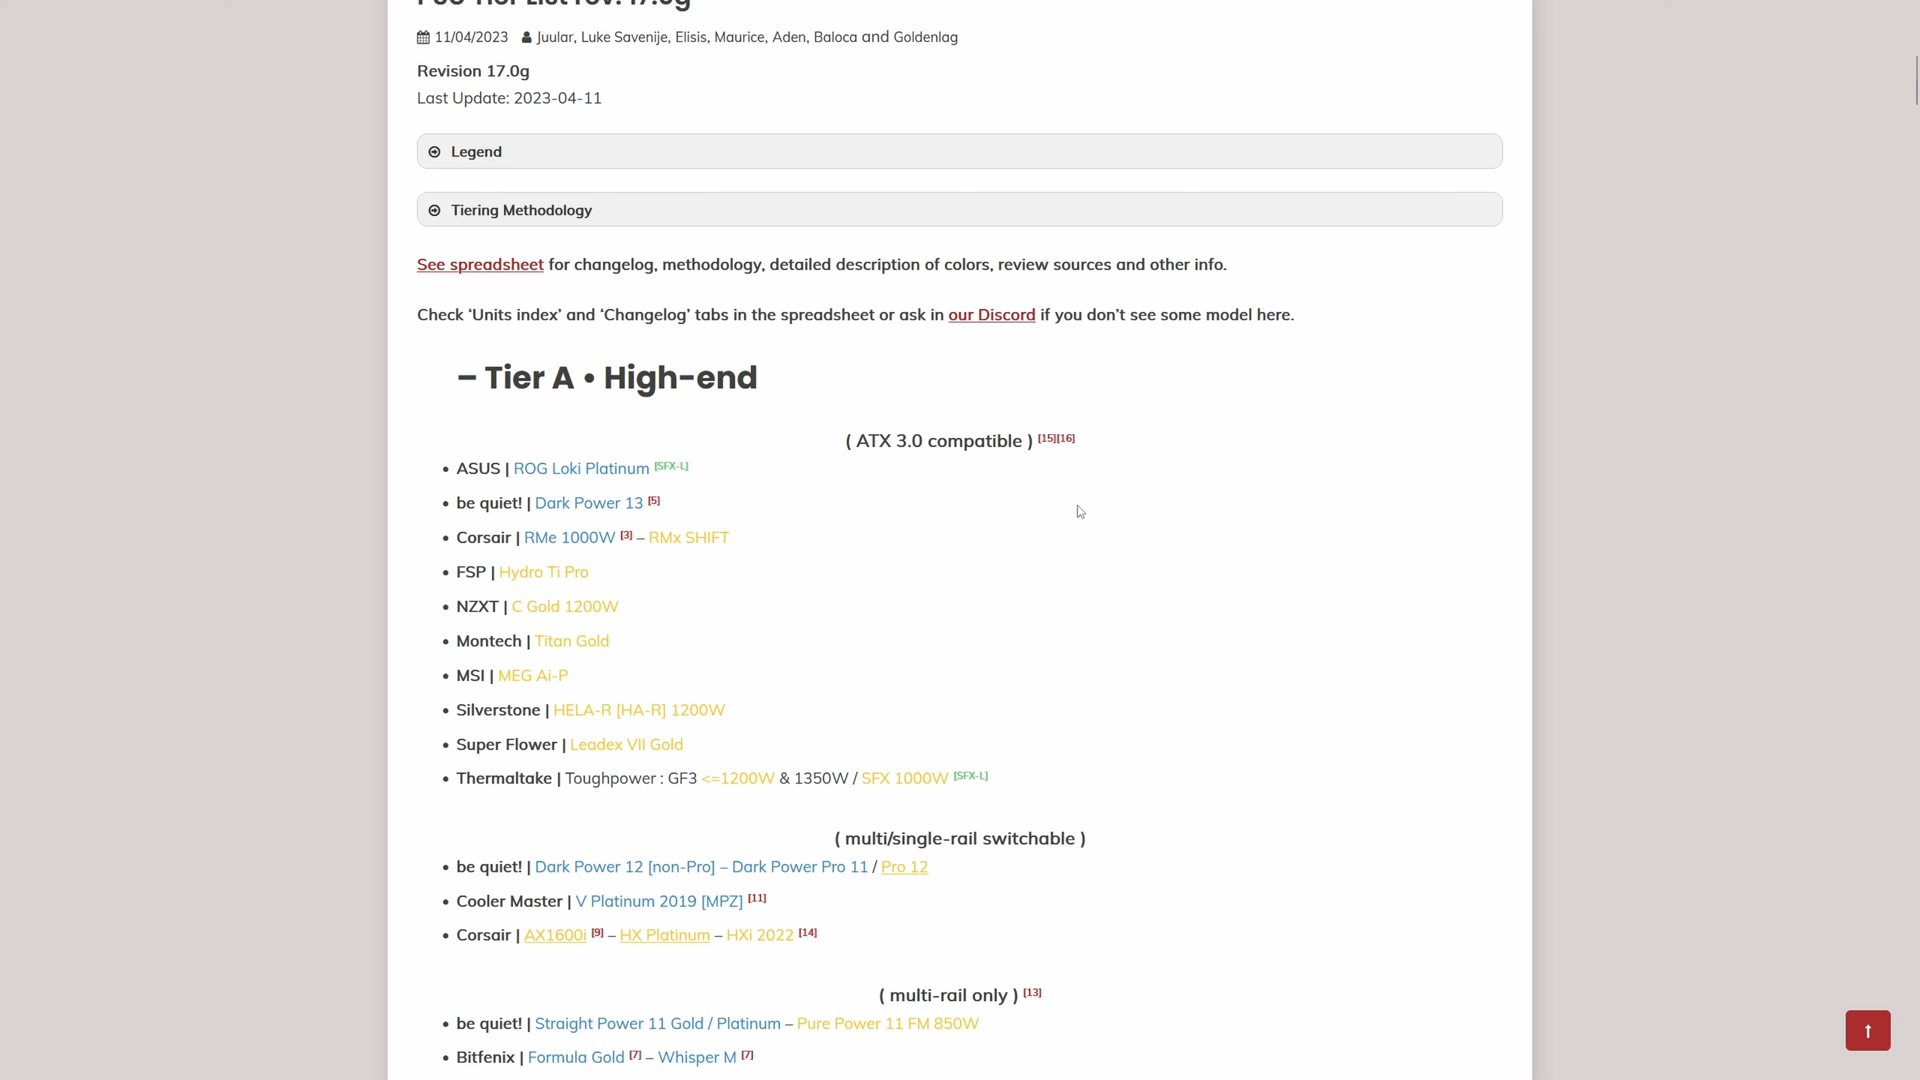 11/04/2023 Juular, Luke Savenije, Elisis, Maurice, Aden, Baloca and Goldenlag
Revision 17.0g
Last Update: 2023-04-11
Legend
Tiering Methodology
See spreadsheet for changelog, methodology, detailed description of colors, review sources and other info.
Check ‘Units index’ and ‘Changelog’ tabs in the spreadsheet or ask in our Discord if you don’t see some model here.
– Tier A • High-end
( ATX 3.0 compatible ) [15][16]
• ASUS | ROG Loki Platinum [SFX-L]
• be quiet! | Dark Power 13 [5]
• Corsair | RMe 1000W [3] – RMx SHIFT
• FSP | Hydro Ti Pro
• NZXT | C Gold 1200W
• Montech | Titan Gold
• MSI | MEG Ai-P
• Silverstone | HELA-R [HA-R] 1200W
• Super Flower | Leadex VII Gold
• Thermaltake | Toughpower : GF3 <=1200W & 1350W / SFX 1000W [SFX-L]
( multi/single-rail switchable )
• be quiet! | Dark Power 12 [non-Pro] – Dark Power Pro 11 / Pro 12
• Cooler Master | V Platinum 2019 [MPZ] [11]
• Corsair | AX1600i [9] – HX Platinum – HXi 2022 [14]
( multi-rail only ) [13]
• be quiet! | Straight Power 11 Gold / Platinum – Pure Power 11 FM 850W
• Bitfenix | Formula Gold [7] – Whisper M [7]